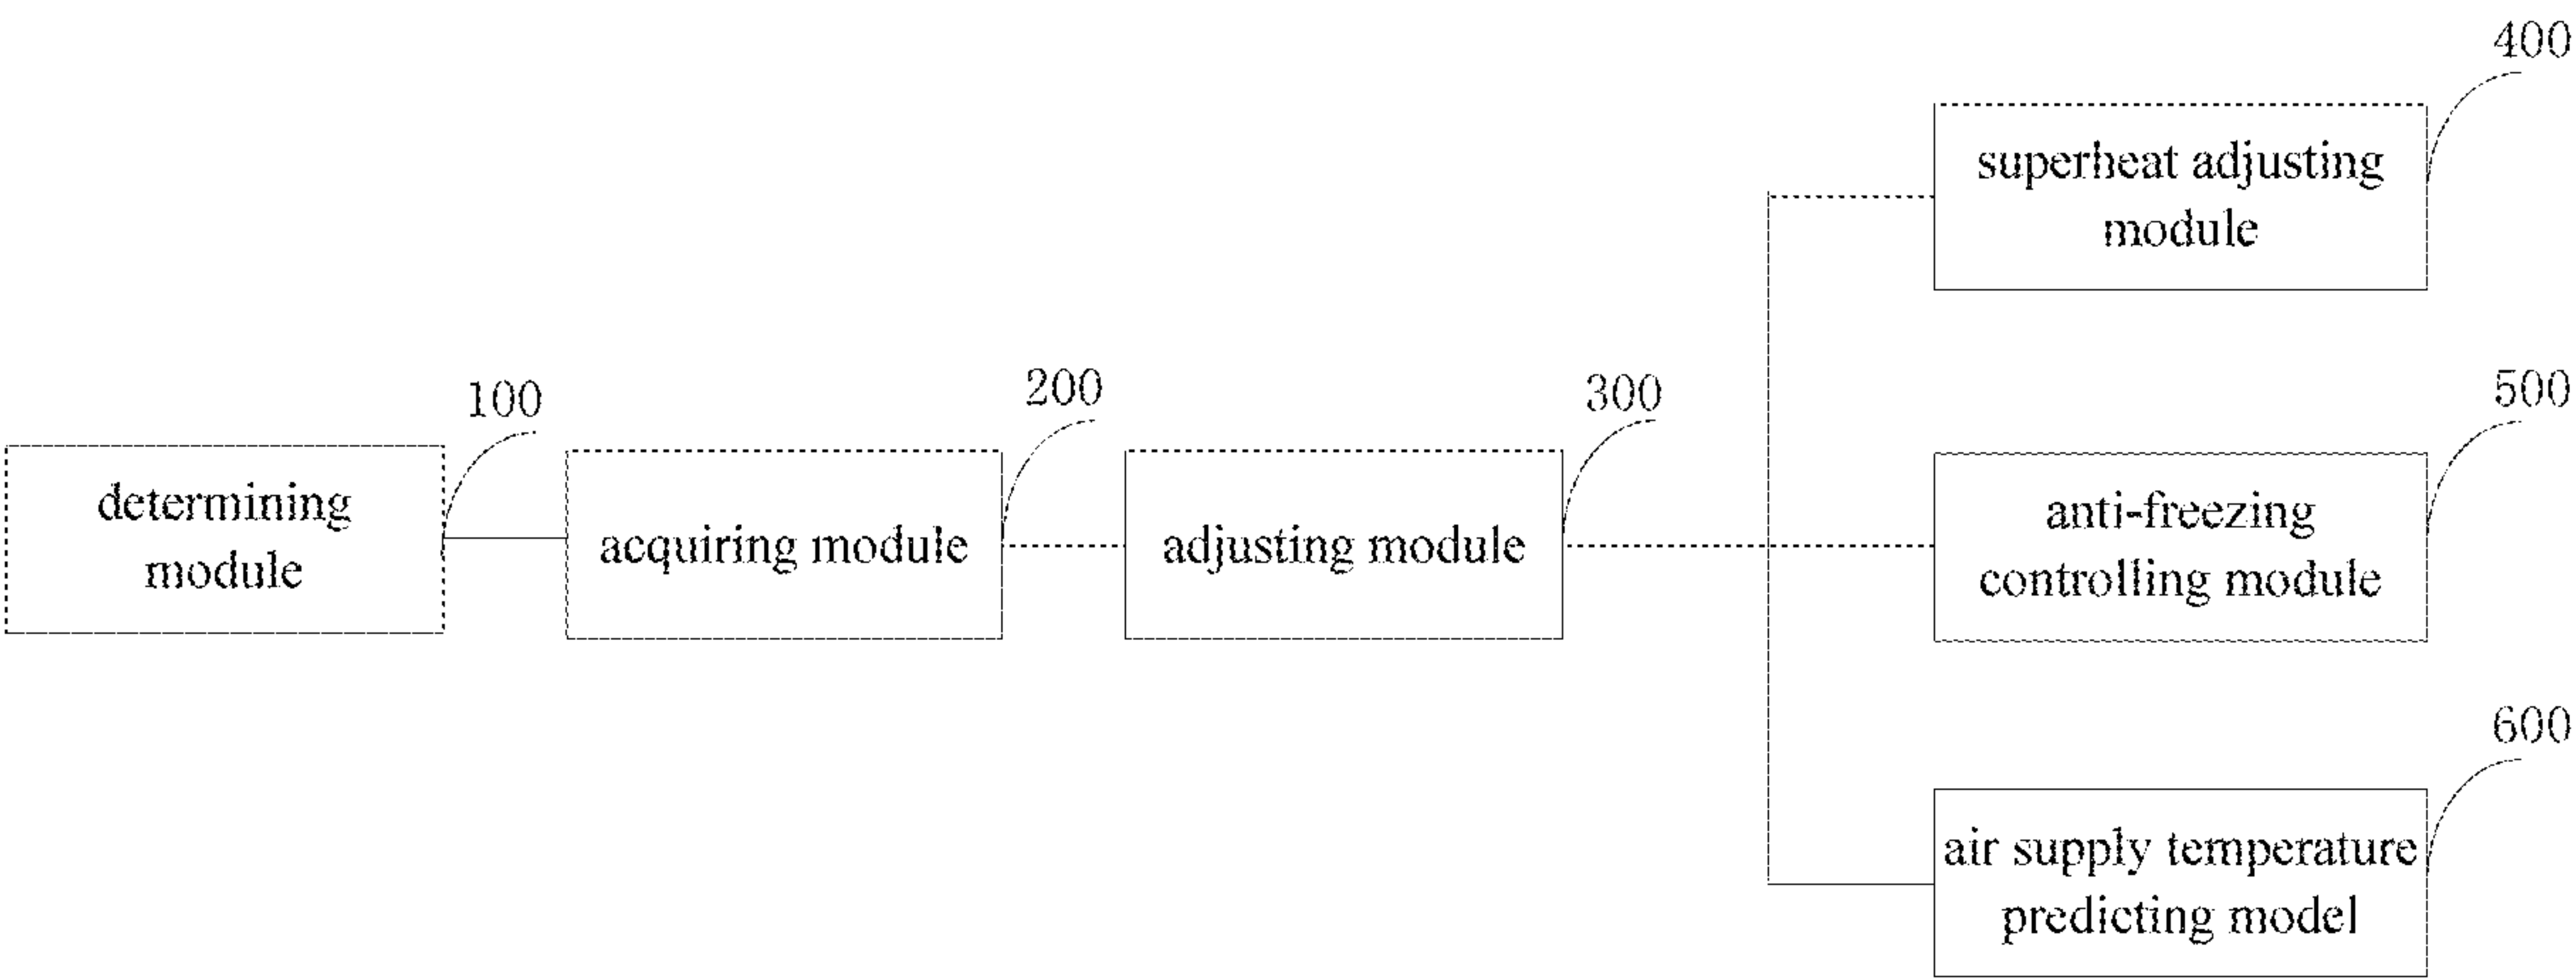 400
superheat adjusting
module
100
200
300
500
determining
module
acquiring module
adjusting module
anti-freezing
controlling module
600
air supply temperature
predicting model